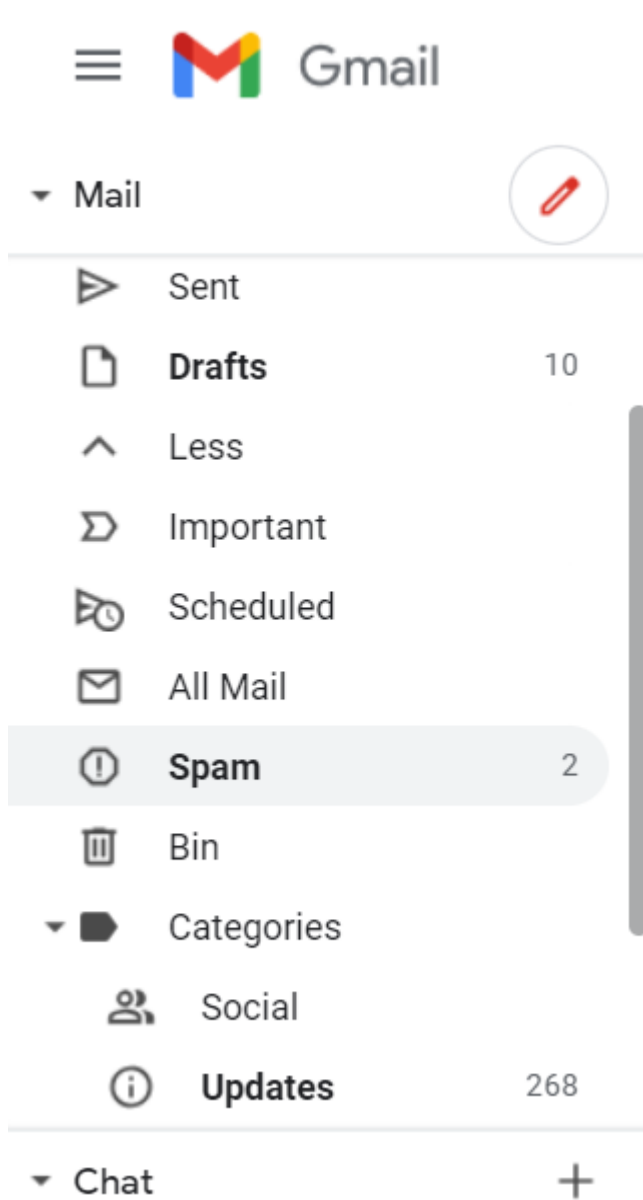 Gmail
Mail
Sent
Drafts 10
Less
Important
Scheduled
All Mail
Spam 2
Bin
Categories
Social
Updates 268
Chat